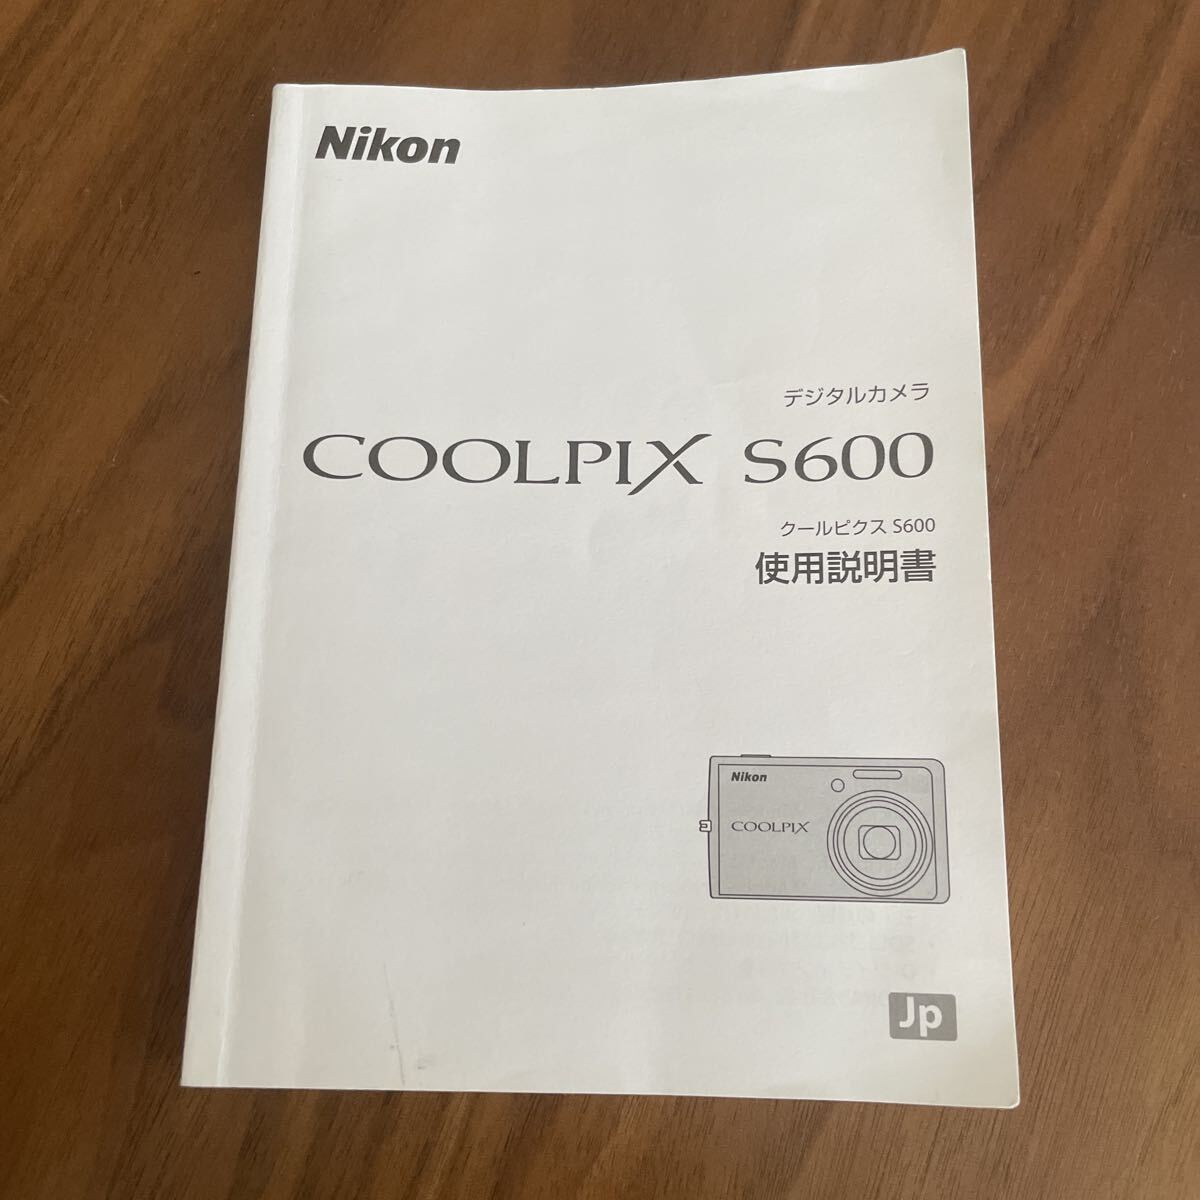 Nikon
デジタルカメラ
COOLPIX S600
クールピクス S600
使用説明書
Nikon
COOLPIX
Jp